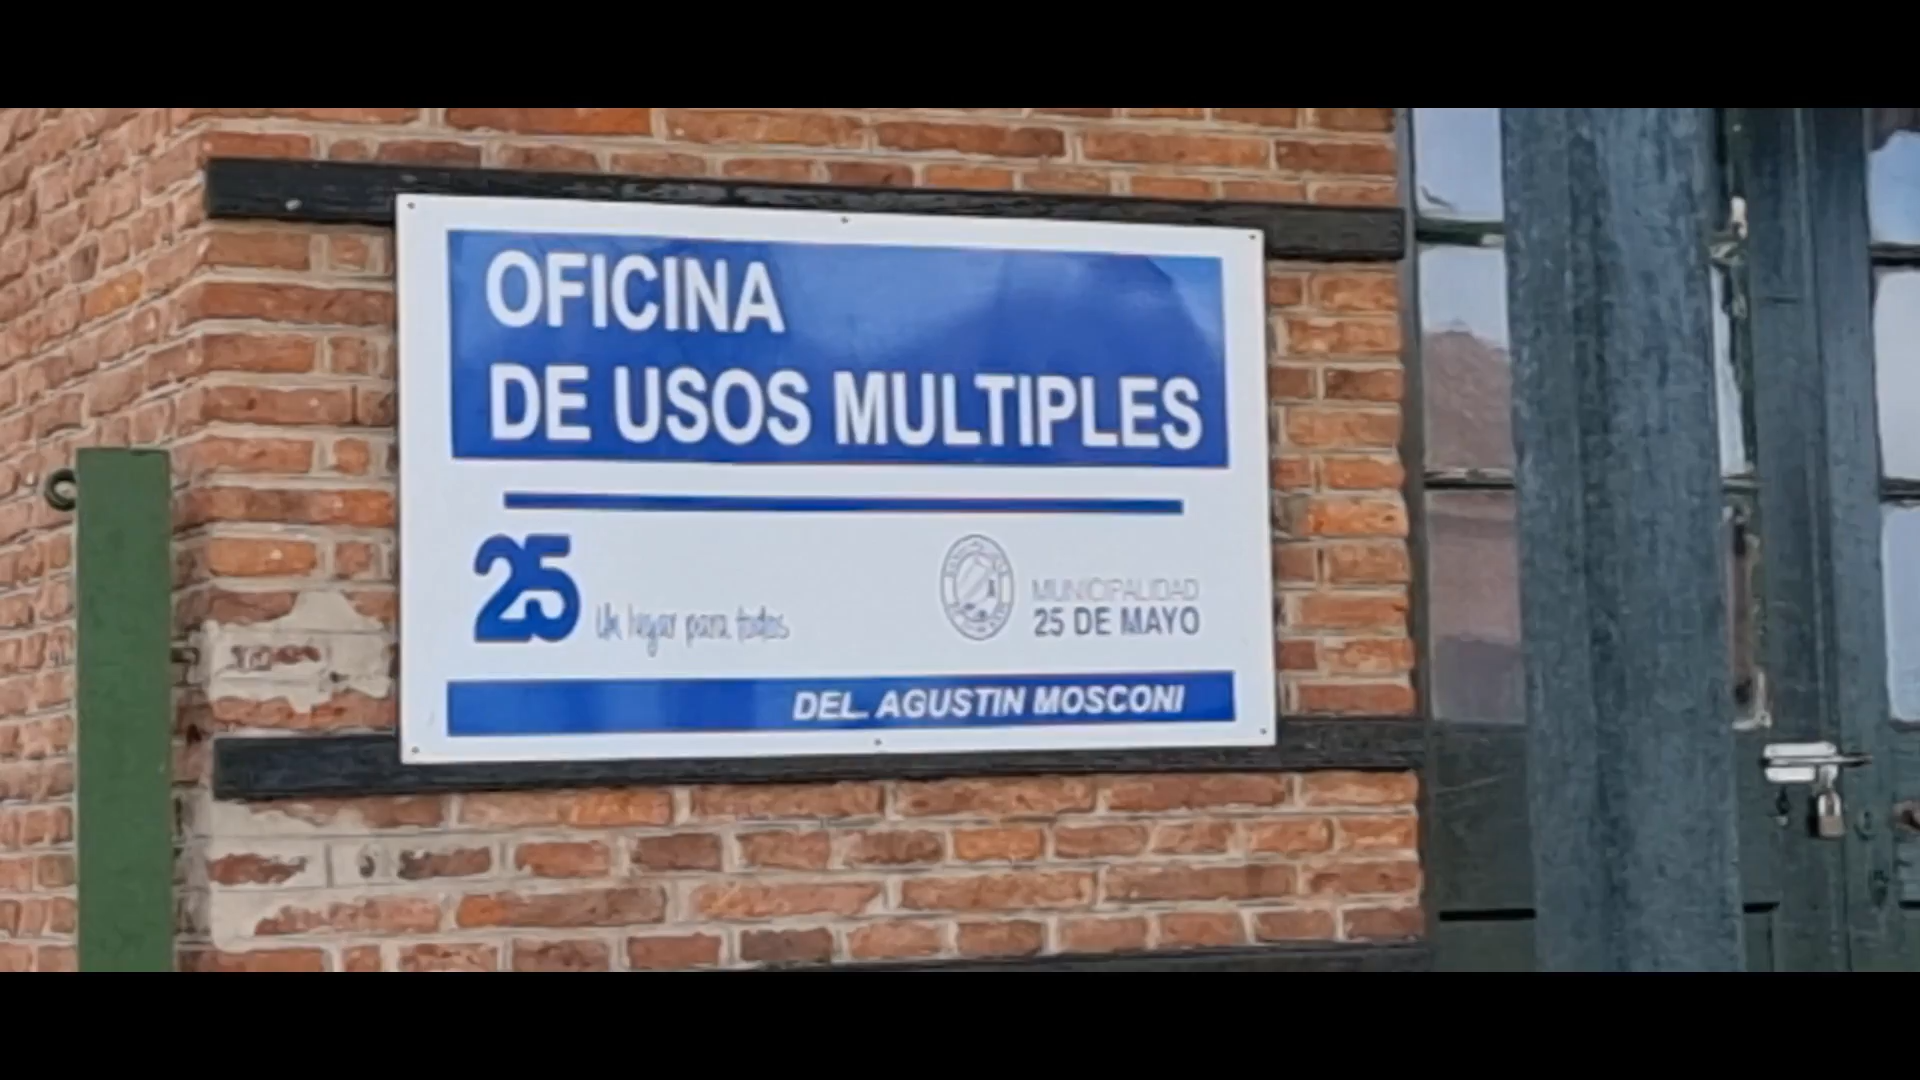 OFICINA
DE USOS MULTIPLES
25 Un lugar para todos
MUNICIPALIDAD
25 DE MAYO
DEL. AGUSTIN MOSCONI